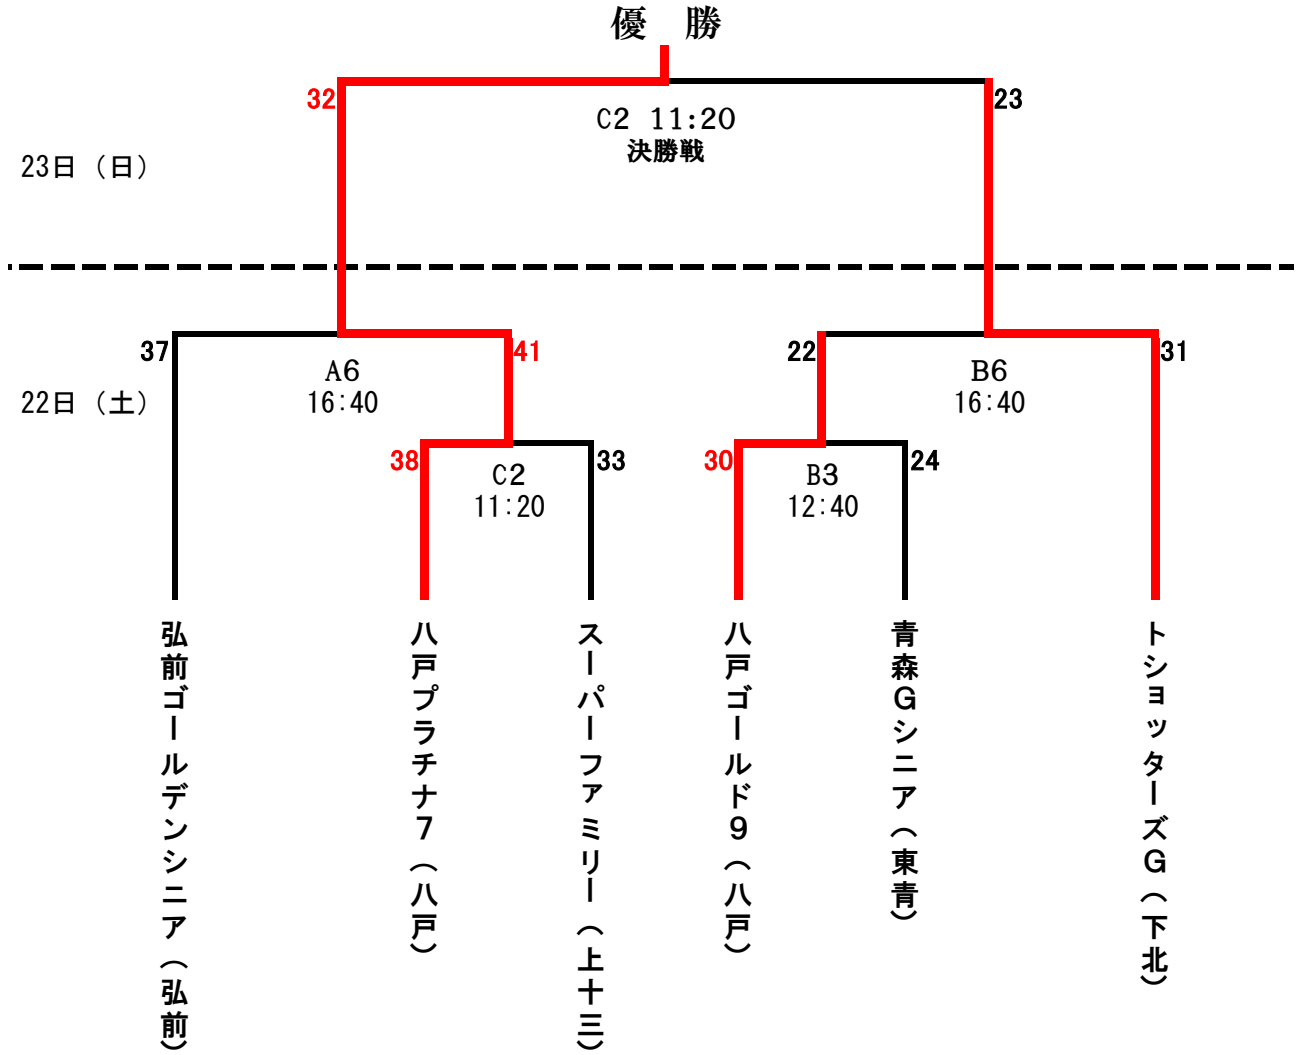 優　勝
32
23
C2 11:20
決勝戦
23日（日）
37
41
22
31
A6
16:40
B6
16:40
22日（土）
38
33
30
24
C2
11:20
B3
12:40
弘前ゴールデンシニア（弘前）
八戸プラチナ７（八戸）
スーパーファミリー（上十三）
八戸ゴールド９（八戸）
青森Ｇシニア（東青）
トショッターズＧ（下北）